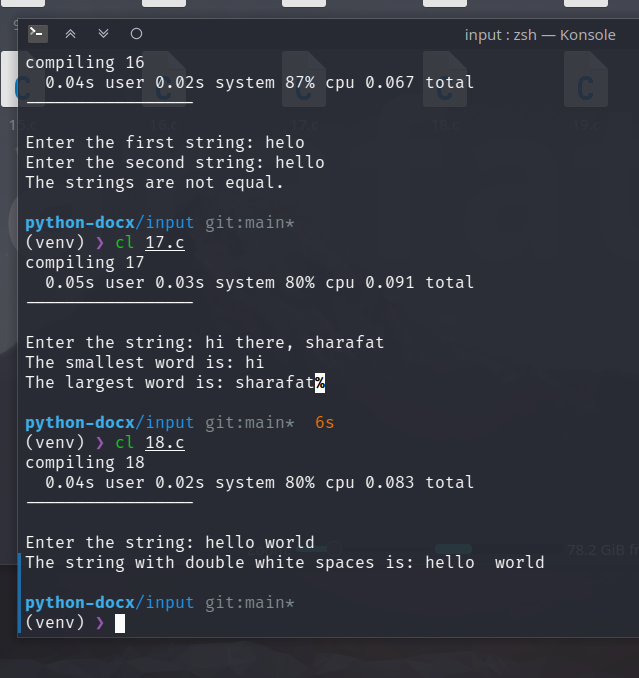 input : zsh — Konsole
compiling 16
0.04s user 0.02s system 87% cpu 0.067 total
Enter the first string: helo
Enter the second string: hello
The strings are not equal.
python-docx/input git:main*
(venv) ❯ cl 17.c
compiling 17
0.05s user 0.03s system 80% cpu 0.091 total
Enter the string: hi there, sharafat
The smallest word is: hi
The largest word is: sharafat%
python-docx/input git:main* 6s
(venv) ❯ cl 18.c
compiling 18
0.04s user 0.02s system 80% cpu 0.083 total
Enter the string: hello world
The string with double white spaces is: hello  world
78.2 GiB fr
python-docx/input git:main*
(venv) ❯